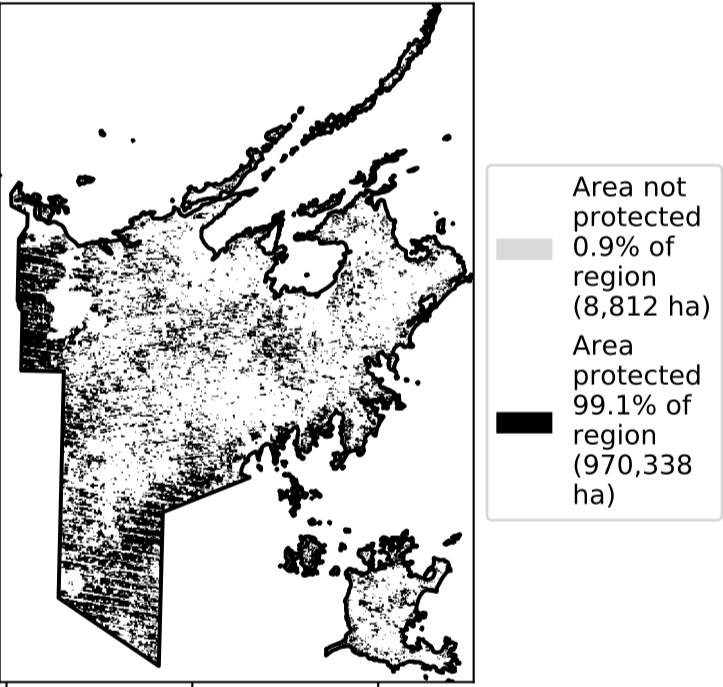 Area not
protected
0.9% of
region
(8,812 ha)
Area
protected
99.1% of
region
(970,338
ha)